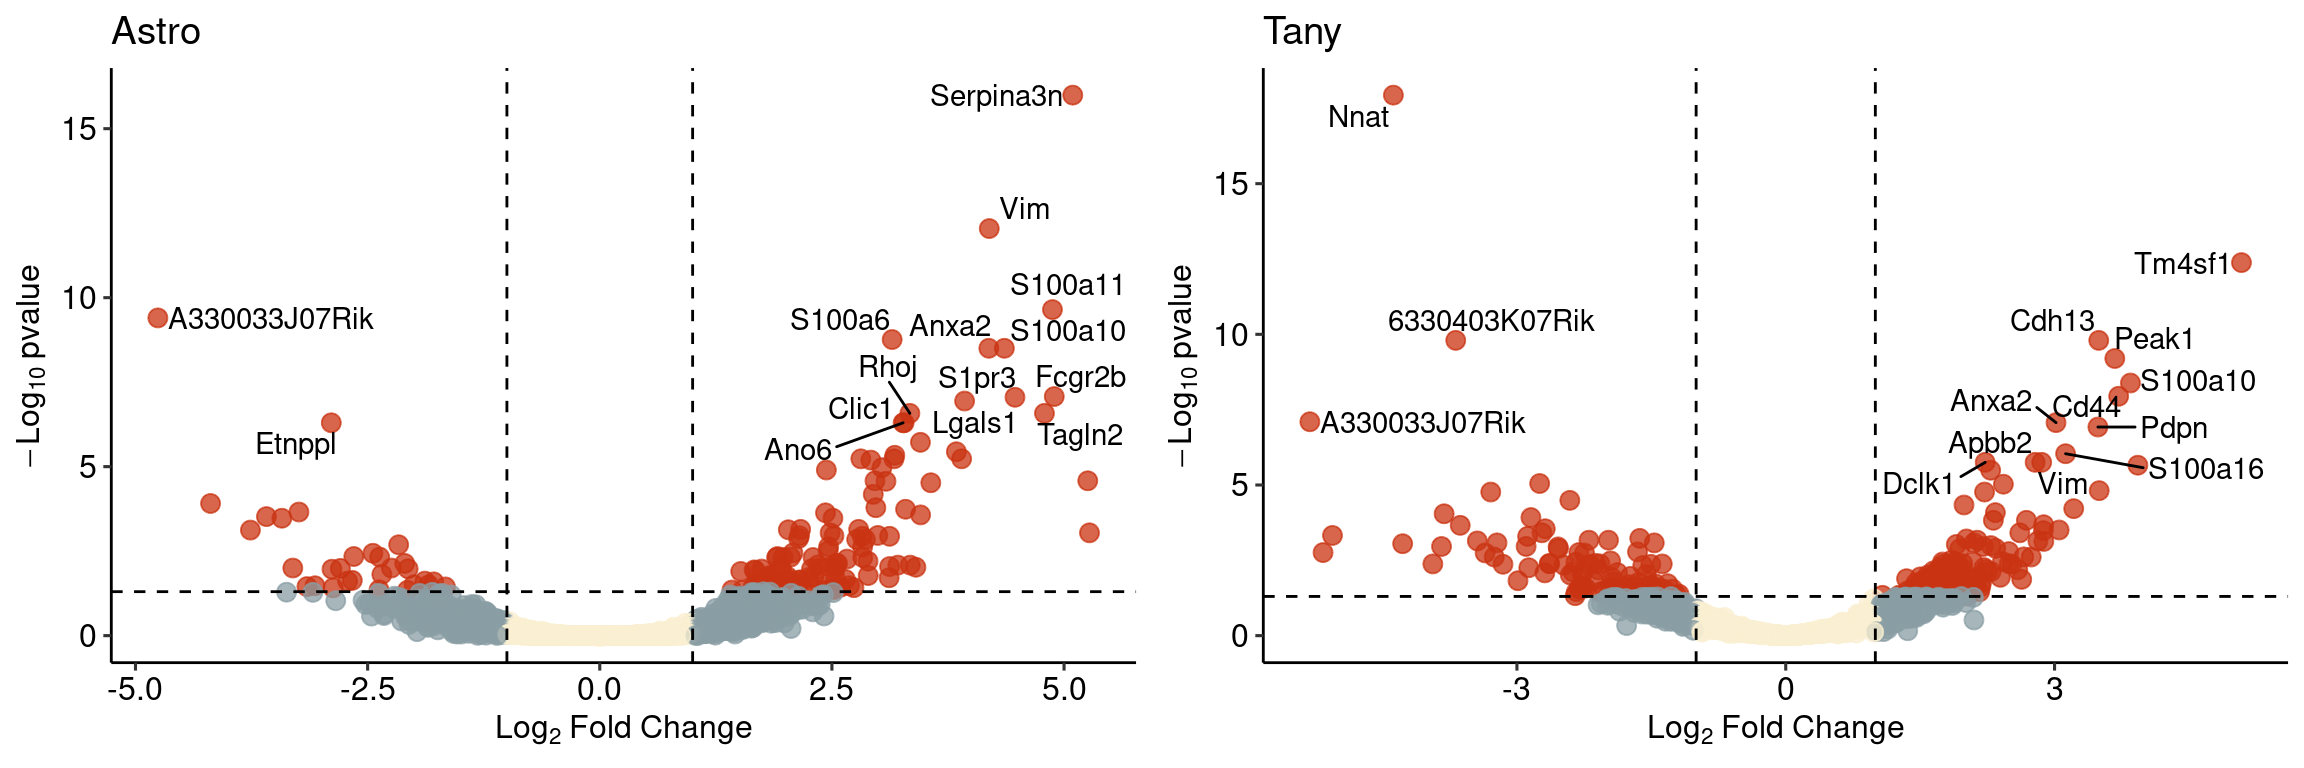 Astro
Serpina3n
15
Vim
S100a11
10
A330033J07Rik
S100a6
Anxa2
S100a10
Rhoj
S1pr3
Fcgr2b
Clic1
Lgals1
Tagln2
Etnppl
Ano6
5
0
− Log10 pvalue
-5.0 -2.5 0.0 2.5 5.0
Log2 Fold Change
Tany
Nnat
15
Tm4sf1
6330403K07Rik
Cdh13
10
Peak1
S100a10
Anxa2
Cd44
A330033J07Rik
Pdpn
Apbb2
S100a16
Dclk1
Vim
5
0
− Log10 pvalue
-3 0 3
Log2 Fold Change